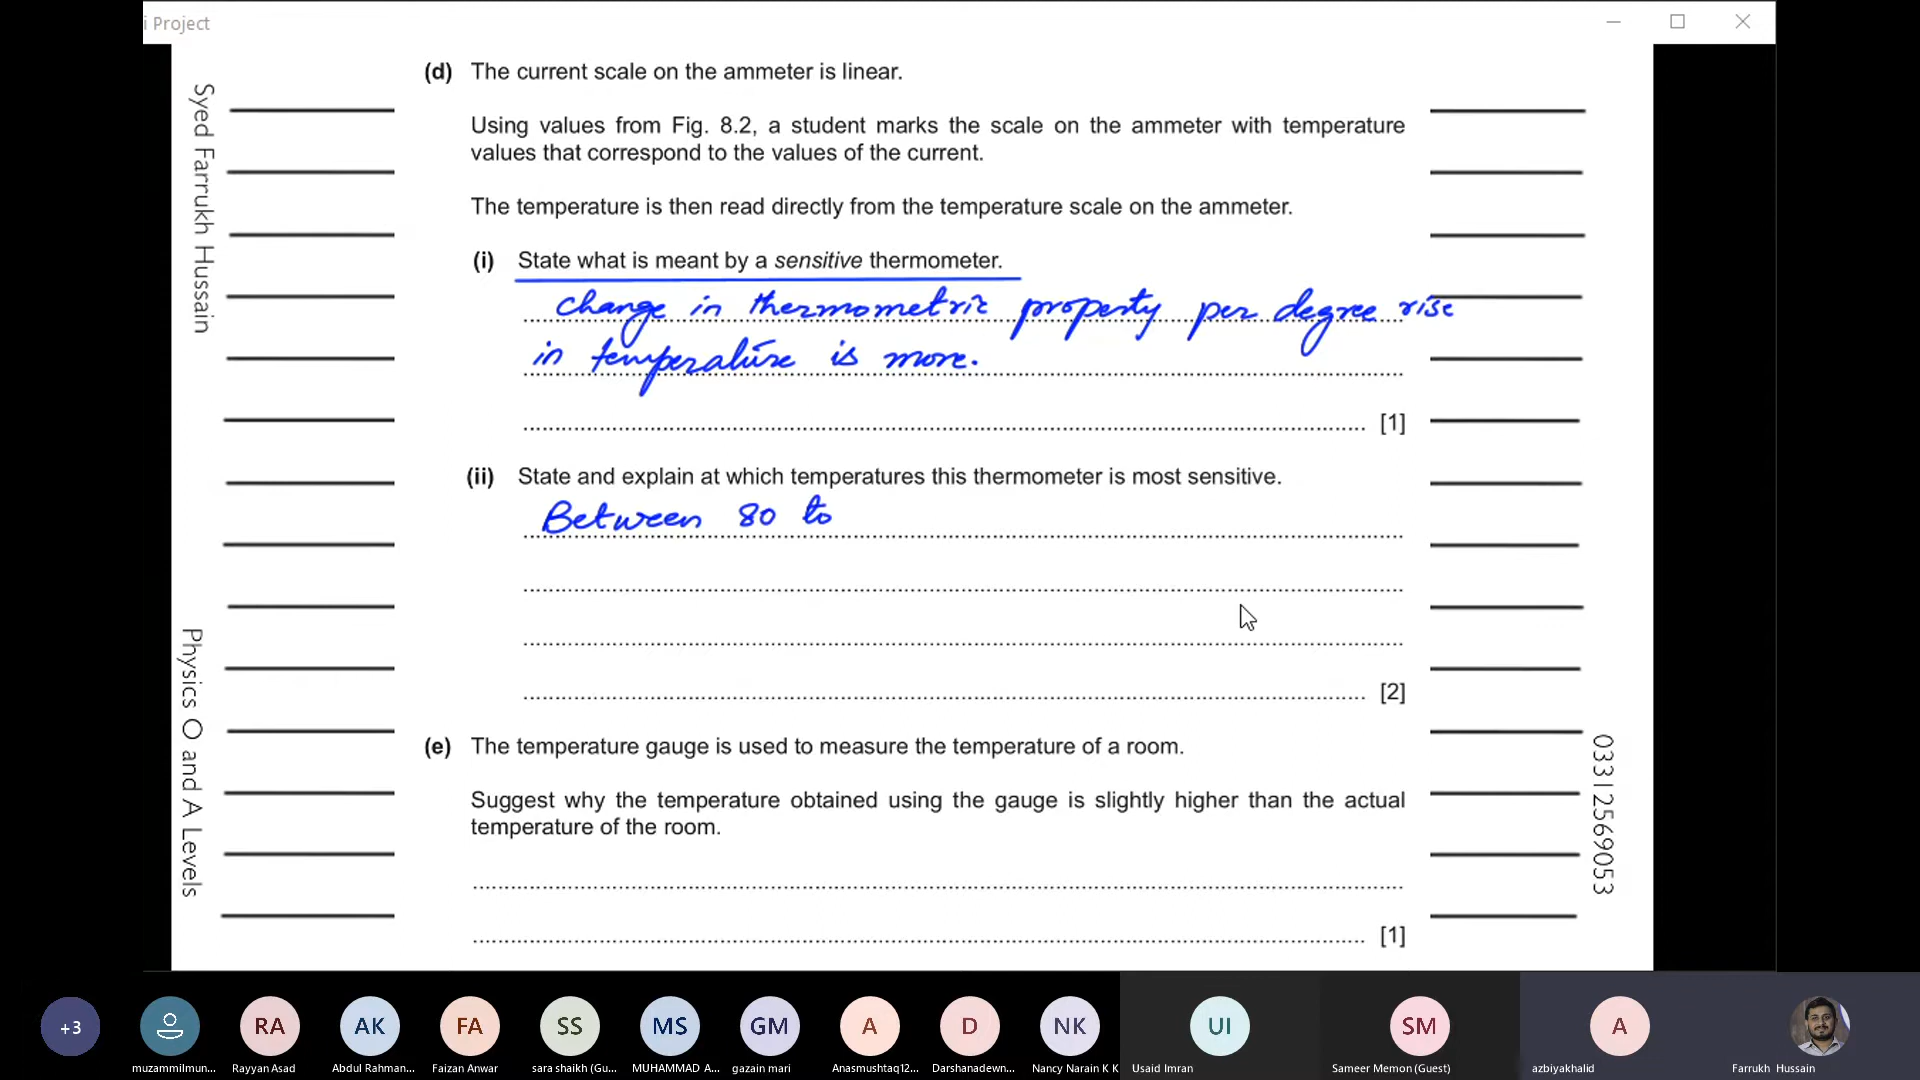 i Project
(d) The current scale on the ammeter is linear.
Using values from Fig. 8.2, a student marks the scale on the ammeter with temperature
values that correspond to the values of the current.
The temperature is then read directly from the temperature scale on the ammeter.
(i) State what is meant by a sensitive thermometer.
change in thermometric property per degree rise
in temperature is more.
[1]
(ii) State and explain at which temperatures this thermometer is most sensitive.
Between 80 to
[2]
(e) The temperature gauge is used to measure the temperature of a room.
Suggest why the temperature obtained using the gauge is slightly higher than the actual
temperature of the room.
[1]
Syed Farrukh Hussain
Physics O and A Levels
03312569053
+3 RA AK FA SS MS GM A D NK UI SM A
muzammilmun... Rayyan Asad Abdul Rahman... Faizan Anwar sara shaikh (Gu... MUHAMMAD A... gazain mari Anasmushtaq12... Darshanadewn... Nancy Narain K K Usaid Imran Sameer Memon (Guest) azbiyakhalid Farrukh Hussain